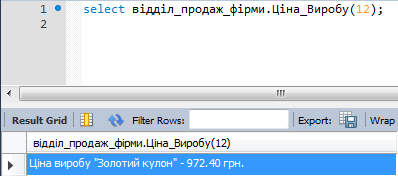 1 select відділ_продаж_фірми.Ціна_Виробу(12);
2
Result Grid Filter Rows: Export: Wrap
відділ_продаж_фірми.Ціна_Виробу(12)
Ціна виробу "Золотий кулон" - 972.40 грн.